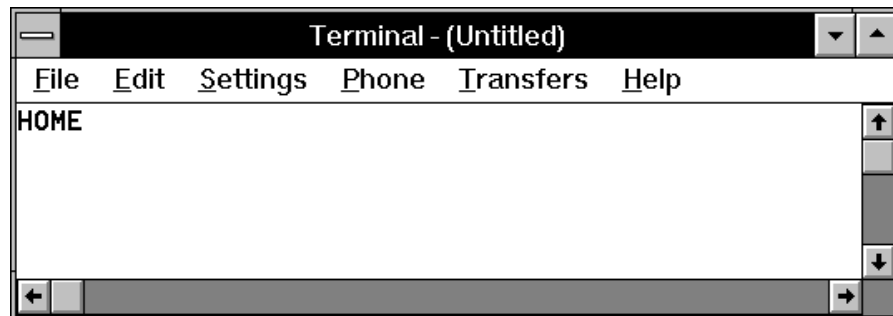 Terminal - (Untitled)
File Edit Settings Phone Transfers Help
HOME